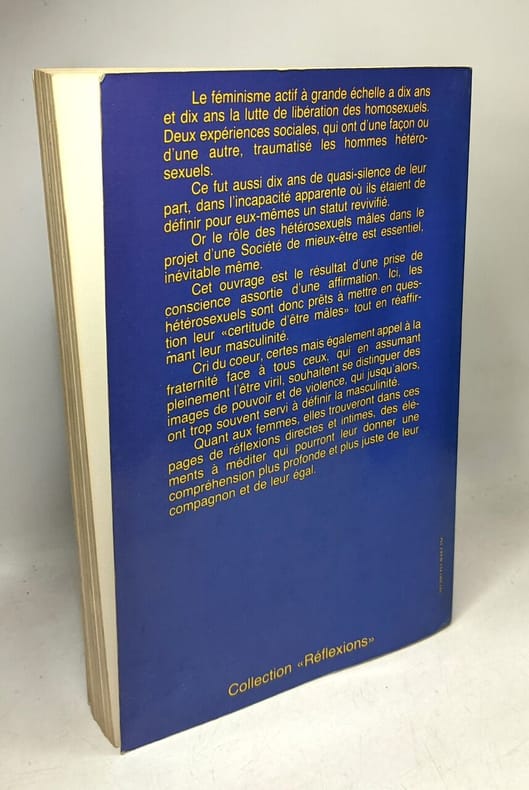 Le féminisme actif à grande échelle a dix ans
et dix ans la lutte de libération des homosexuels.
Deux expériences sociales, qui ont d'une façon ou
d'une autre, traumatisé les hommes hétéro-
sexuels.
Ce fut aussi dix ans de quasi-silence de leur
part, dans l'incapacité apparente où ils étaient de
définir pour eux-mêmes un statut revivifié.
Or le rôle des hétérosexuels mâles dans le
projet d'une Société de mieux-être est essentiel,
inévitable même.
Cet ouvrage est le résultat d'une prise de
conscience assortie d'une affirmation. Ici, les
hétérosexuels sont donc prêts à mettre en ques-
tion leur «certitude d'être mâles» tout en réaffir-
mant leur masculinité.
Cri du coeur, certes mais également appel à la
fraternité face à tous ceux, qui en assumant
pleinement l'être viril, souhaitent se distinguer des
images de pouvoir et de violence, qui jusqu'alors,
ont trop souvent servi à définir la masculinité.
Quant aux femmes, elles trouveront dans ces
pages de réflexions directes et intimes, des élé-
ments à méditer qui pourront leur donner une
compréhension plus profonde et plus juste de leur
compagnon et de leur égal.
Collection «Réflexions»